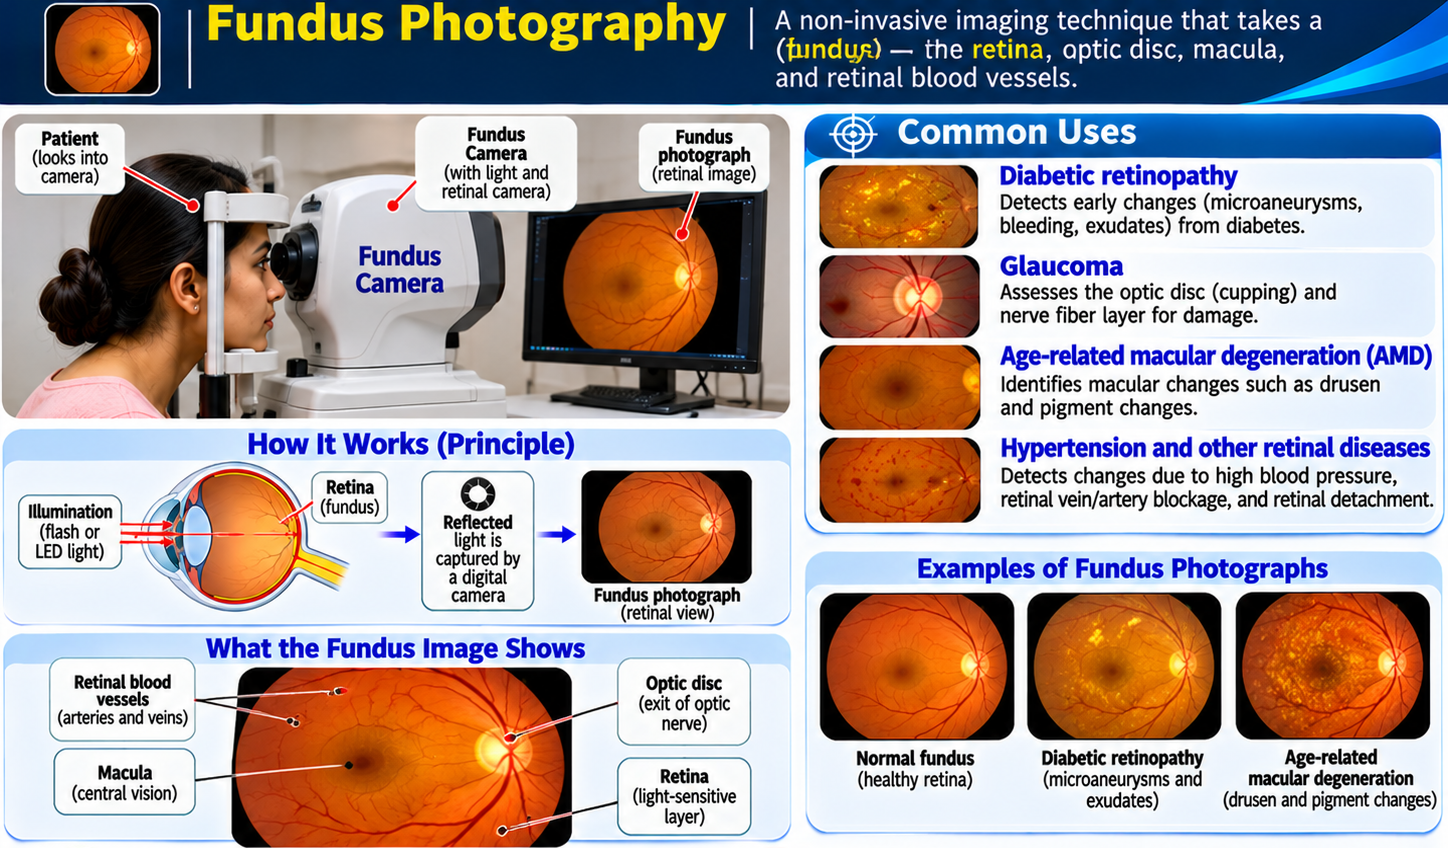 Fundus Photography
A non-invasive imaging technique that takes a
(fundus) — the retina, optic disc, macula,
and retinal blood vessels.
Patient
(looks into
camera)
Fundus
Camera
(with light and
retinal camera)
Fundus
photograph
(retinal image)
Fundus
Camera
How It Works (Principle)
Illumination
(flash or
LED light)
Retina
(fundus)
Reflected
light is
captured by
a digital
camera
Fundus photograph
(retinal view)
What the Fundus Image Shows
Retinal blood
vessels
(arteries and veins)
Macula
(central vision)
Optic disc
(exit of optic
nerve)
Retina
(light-sensitive
layer)
Common Uses
Diabetic retinopathy
Detects early changes (microaneurysms,
bleeding, exudates) from diabetes.
Glaucoma
Assesses the optic disc (cupping) and
nerve fiber layer for damage.
Age-related macular degeneration (AMD)
Identifies macular changes such as drusen
and pigment changes.
Hypertension and other retinal diseases
Detects changes due to high blood pressure,
retinal vein/artery blockage, and retinal detachment.
Examples of Fundus Photographs
Normal fundus
(healthy retina)
Diabetic retinopathy
(microaneurysms and
exudates)
Age-related
macular degeneration
(drusen and pigment changes)